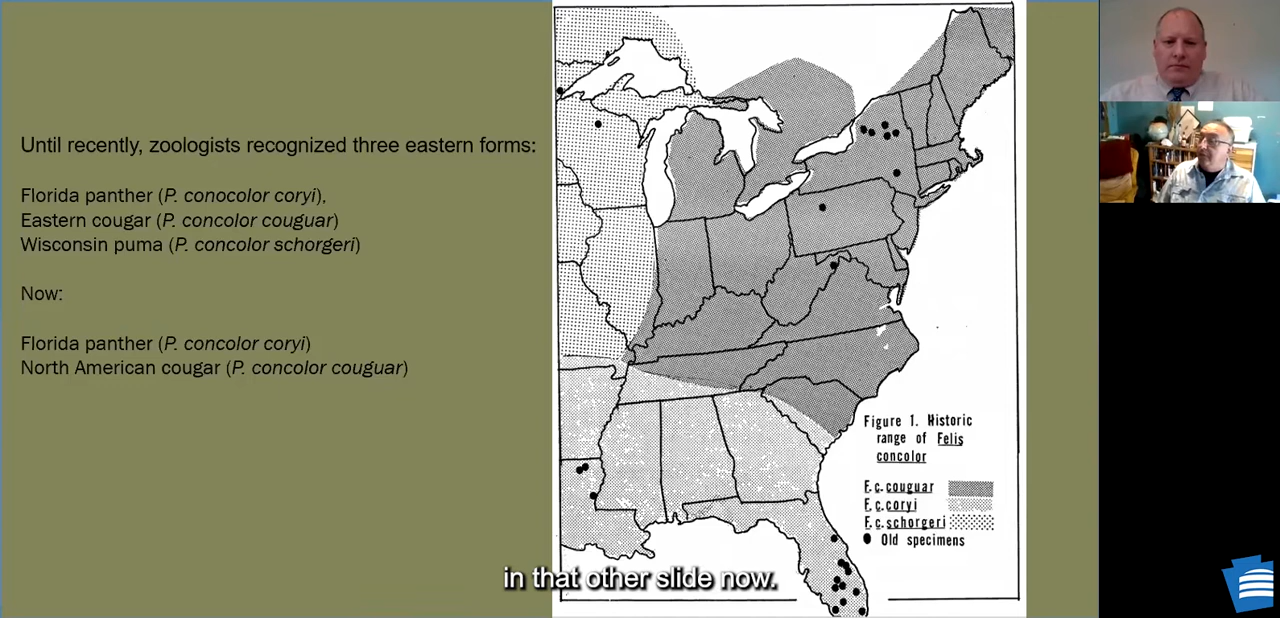 Until recently, zoologists recognized three eastern forms:
Florida panther (P. conocolor coryi),
Eastern cougar (P. concolor couguar)
Wisconsin puma (P. concolor schorgeri)
Now:
Florida panther (P. concolor coryi)
North American cougar (P. concolor couguar)
Figure 1. Historic
range of Felis
concolor
F.c.couguar
F.c.coryi
F.c.schorgeri
Old specimens
in that other slide now.